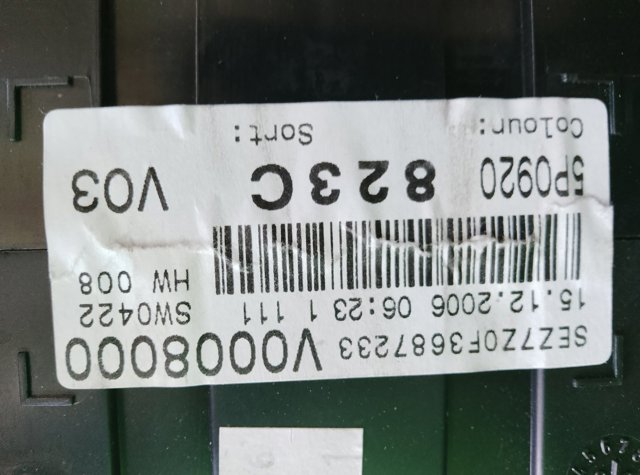 SEZ7Z0F3687233 V0008000
15.12.2006 06:23 1 111 SW0422
HW 008
5P0920 823C V03
Colour: Sort: